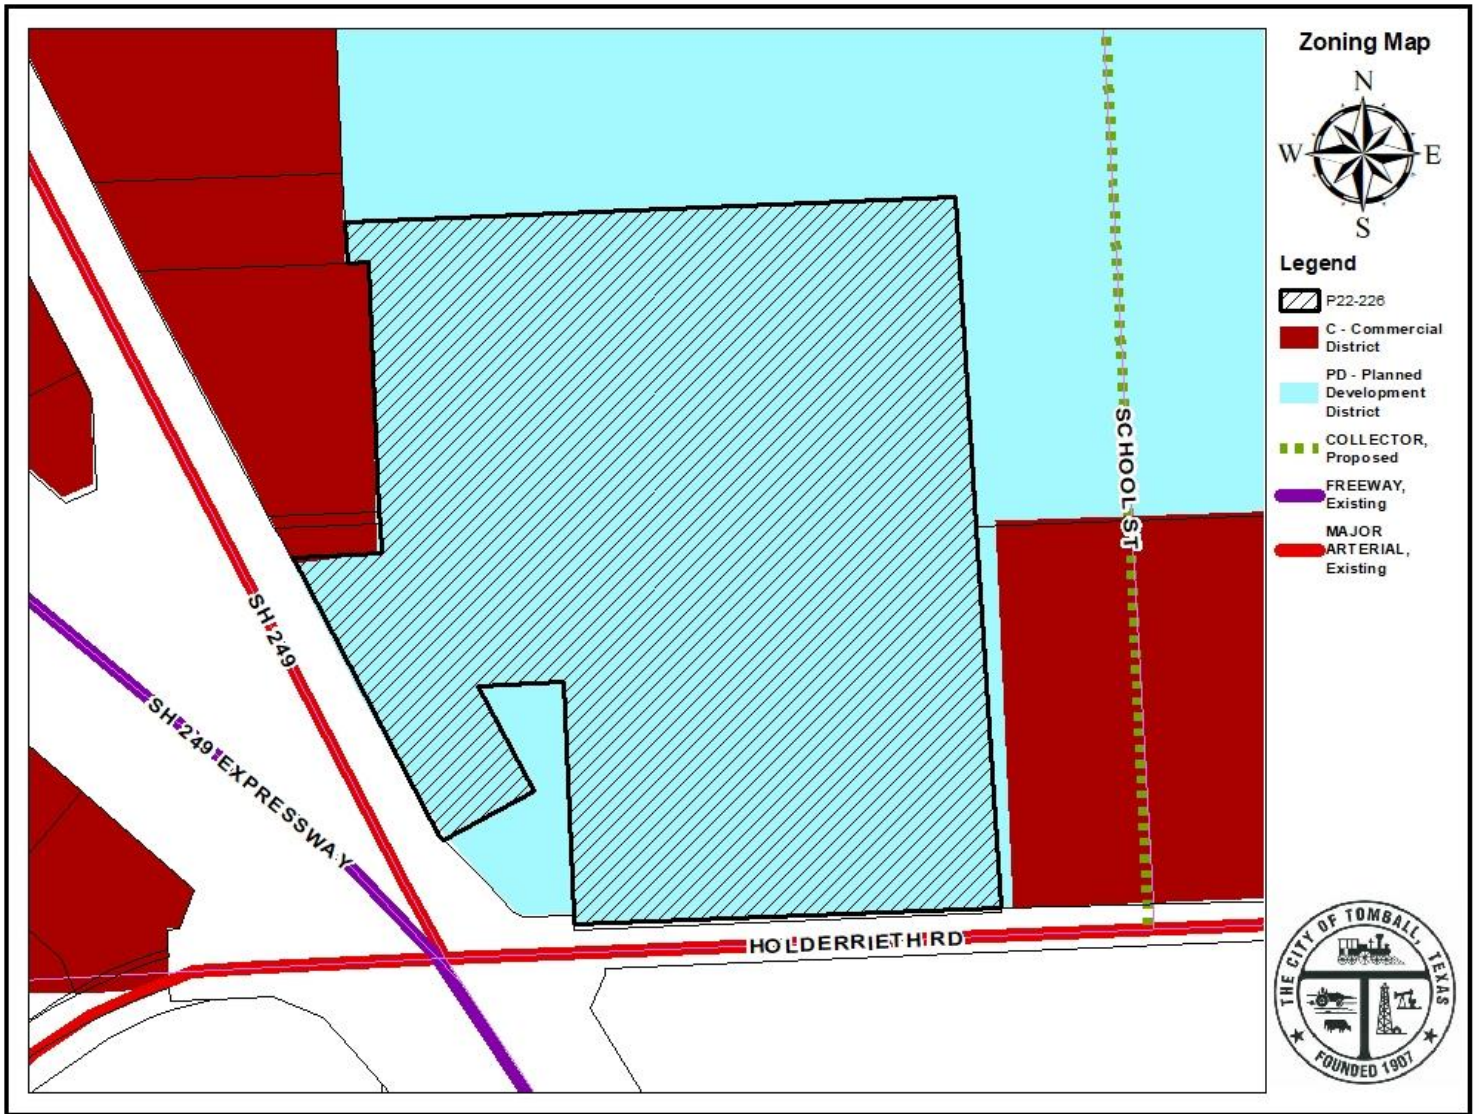 Zoning Map
N
W
E
S
Legend
P22-226
C - Commercial
District
PD - Planned
Development
District
COLLECTOR,
Proposed
FREEWAY,
Existing
MAJOR
ARTERIAL,
Existing
SCHOOL ST
SH 249
SH 249 EXPRESSWAY
HOLDERRIETH RD
THE CITY OF TOMBALL, TEXAS
FOUNDED 1907